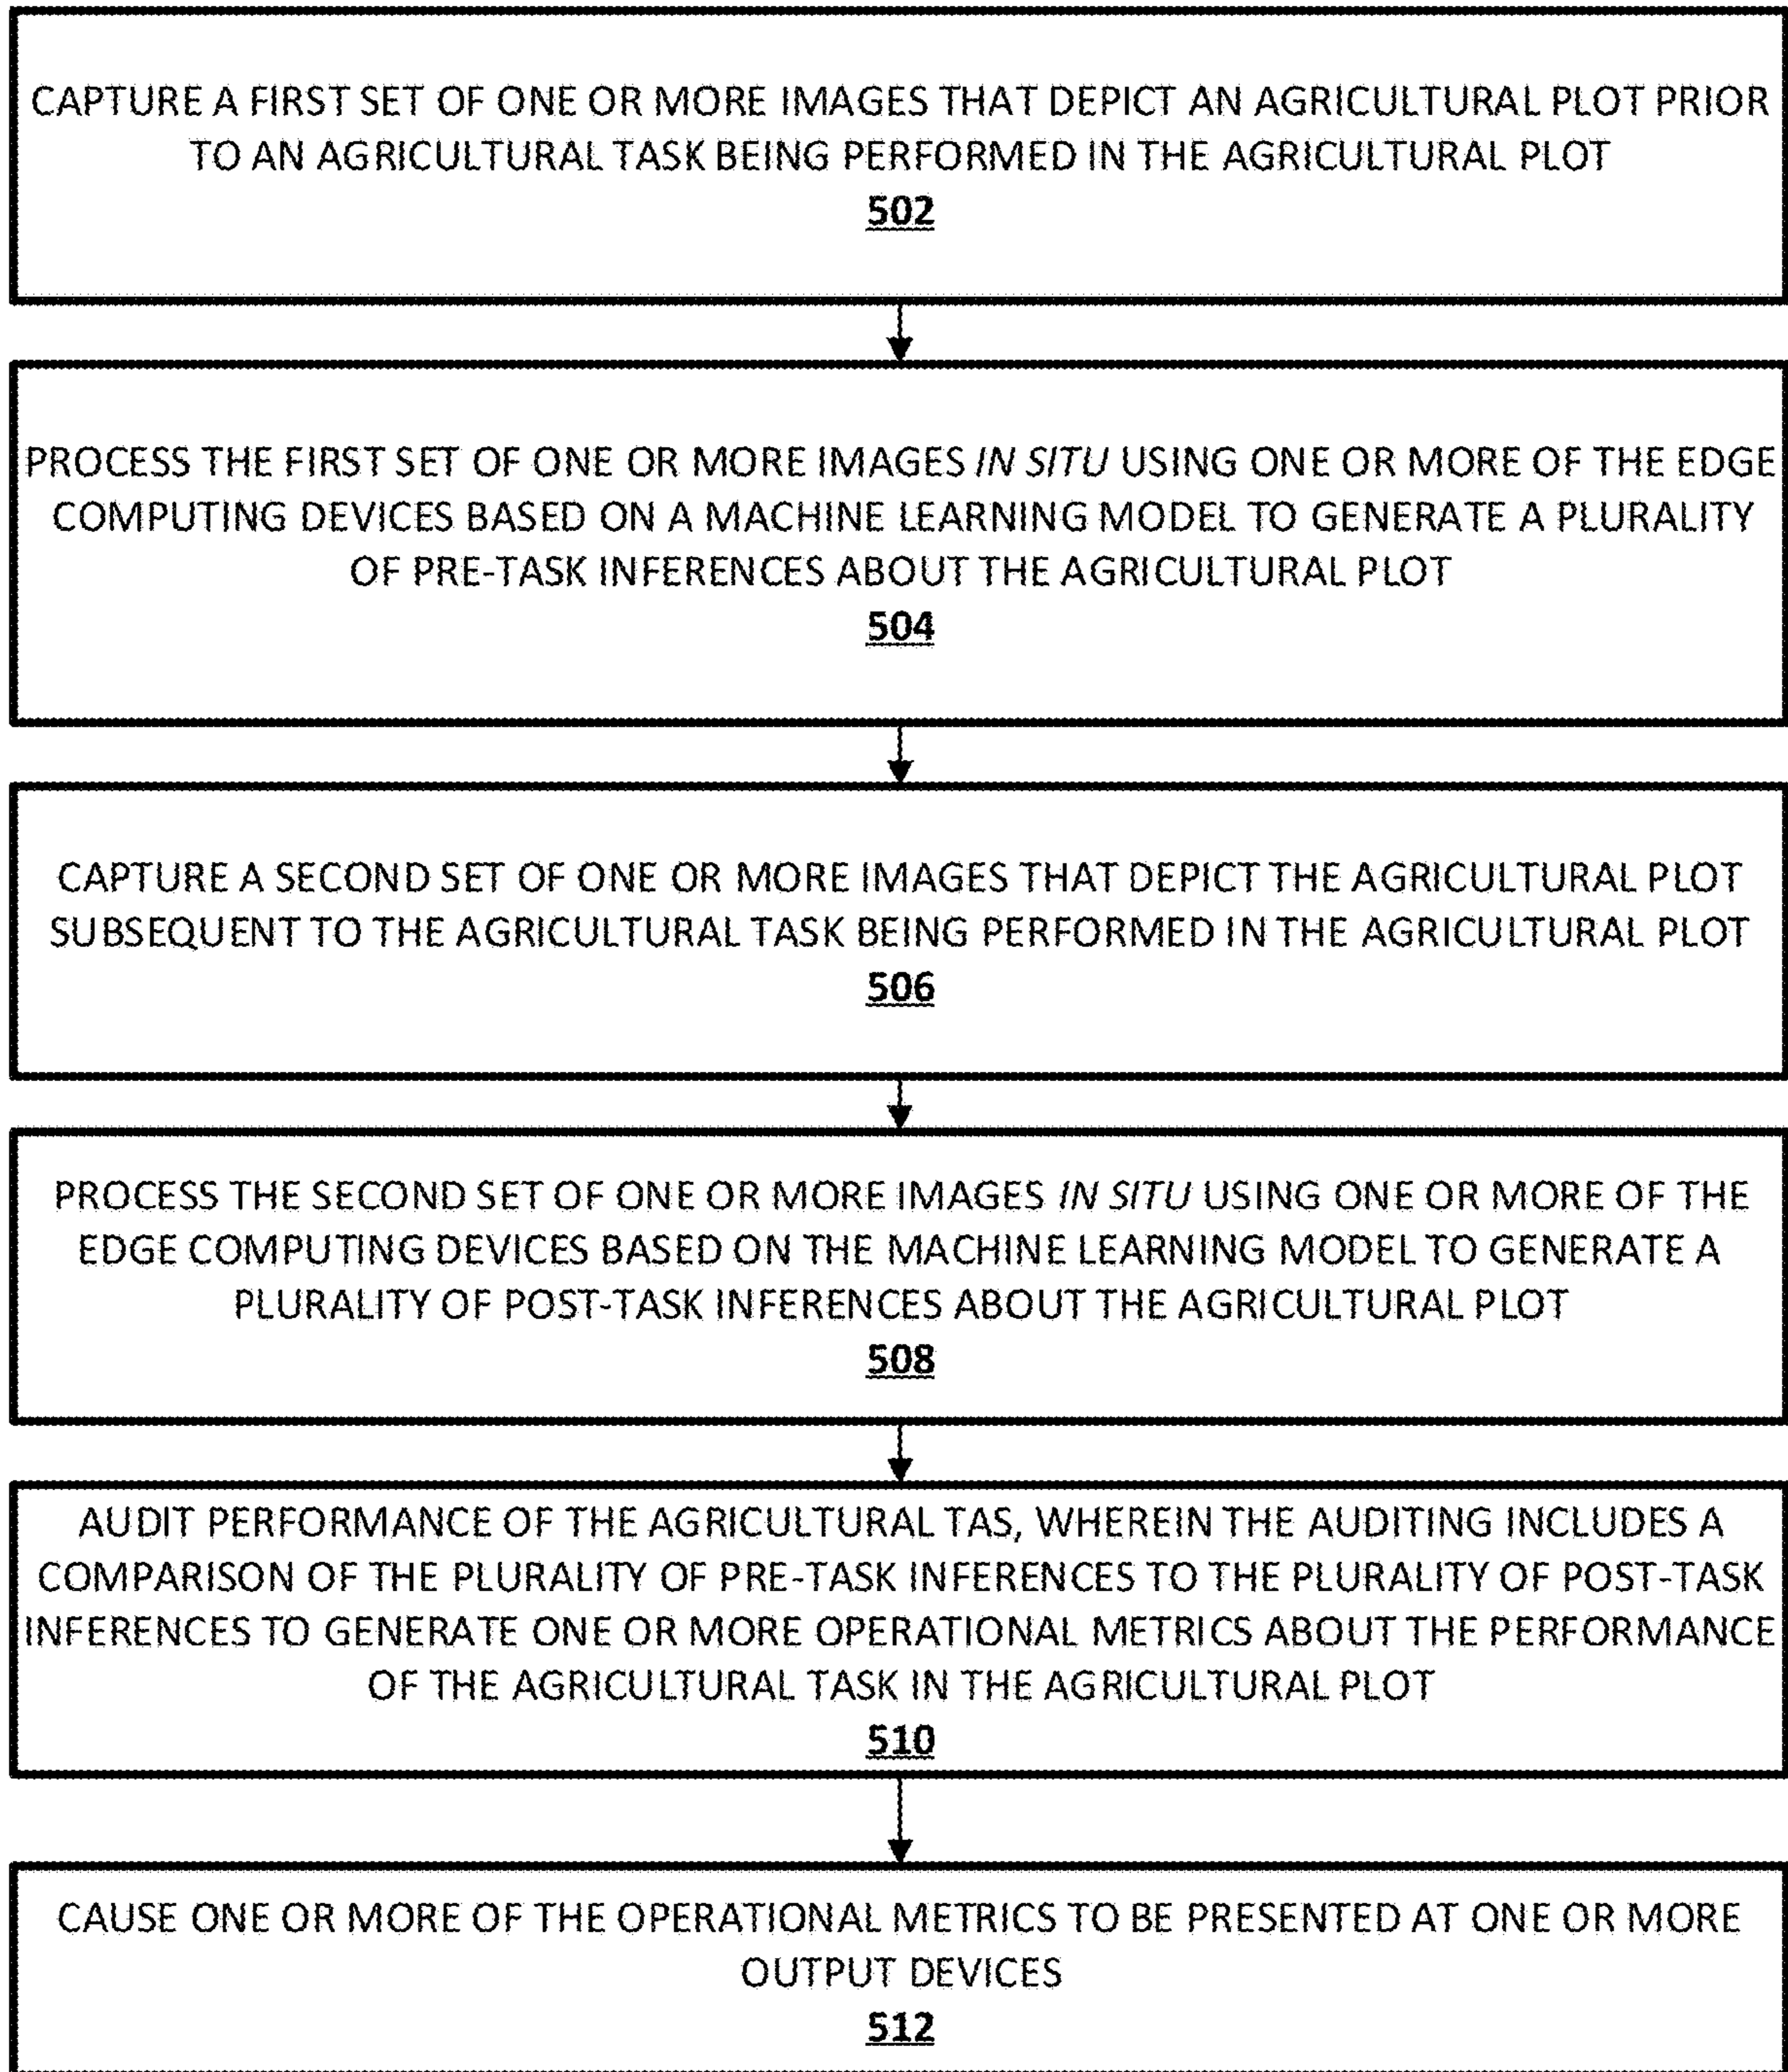 CAPTURE A FIRST SET OF ONE OR MORE IMAGES THAT DEPICT AN AGRICULTURAL PLOT PRIOR
TO AN AGRICULTURAL TASK BEING PERFORMED IN THE AGRICULTURAL PLOT
502
PROCESS THE FIRST SET OF ONE OR MORE IMAGES IN SITU USING ONE OR MORE OF THE EDGE
COMPUTING DEVICES BASED ON A MACHINE LEARNING MODEL TO GENERATE A PLURALITY
OF PRE-TASK INFERENCES ABOUT THE AGRICULTURAL PLOT
504
CAPTURE A SECOND SET OF ONE OR MORE IMAGES THAT DEPICT THE AGRICULTURAL PLOT
SUBSEQUENT TO THE AGRICULTURAL TASK BEING PERFORMED IN THE AGRICULTURAL PLOT
506
PROCESS THE SECOND SET OF ONE OR MORE IMAGES IN SITU USING ONE OR MORE OF THE
EDGE COMPUTING DEVICES BASED ON THE MACHINE LEARNING MODEL TO GENERATE A
PLURALITY OF POST-TASK INFERENCES ABOUT THE AGRICULTURAL PLOT
508
AUDIT PERFORMANCE OF THE AGRICULTURAL TAS, WHEREIN THE AUDITING INCLUDES A
COMPARISON OF THE PLURALITY OF PRE-TASK INFERENCES TO THE PLURALITY OF POST-TASK
INFERENCES TO GENERATE ONE OR MORE OPERATIONAL METRICS ABOUT THE PERFORMANCE
OF THE AGRICULTURAL TASK IN THE AGRICULTURAL PLOT
510
CAUSE ONE OR MORE OF THE OPERATIONAL METRICS TO BE PRESENTED AT ONE OR MORE
OUTPUT DEVICES
512